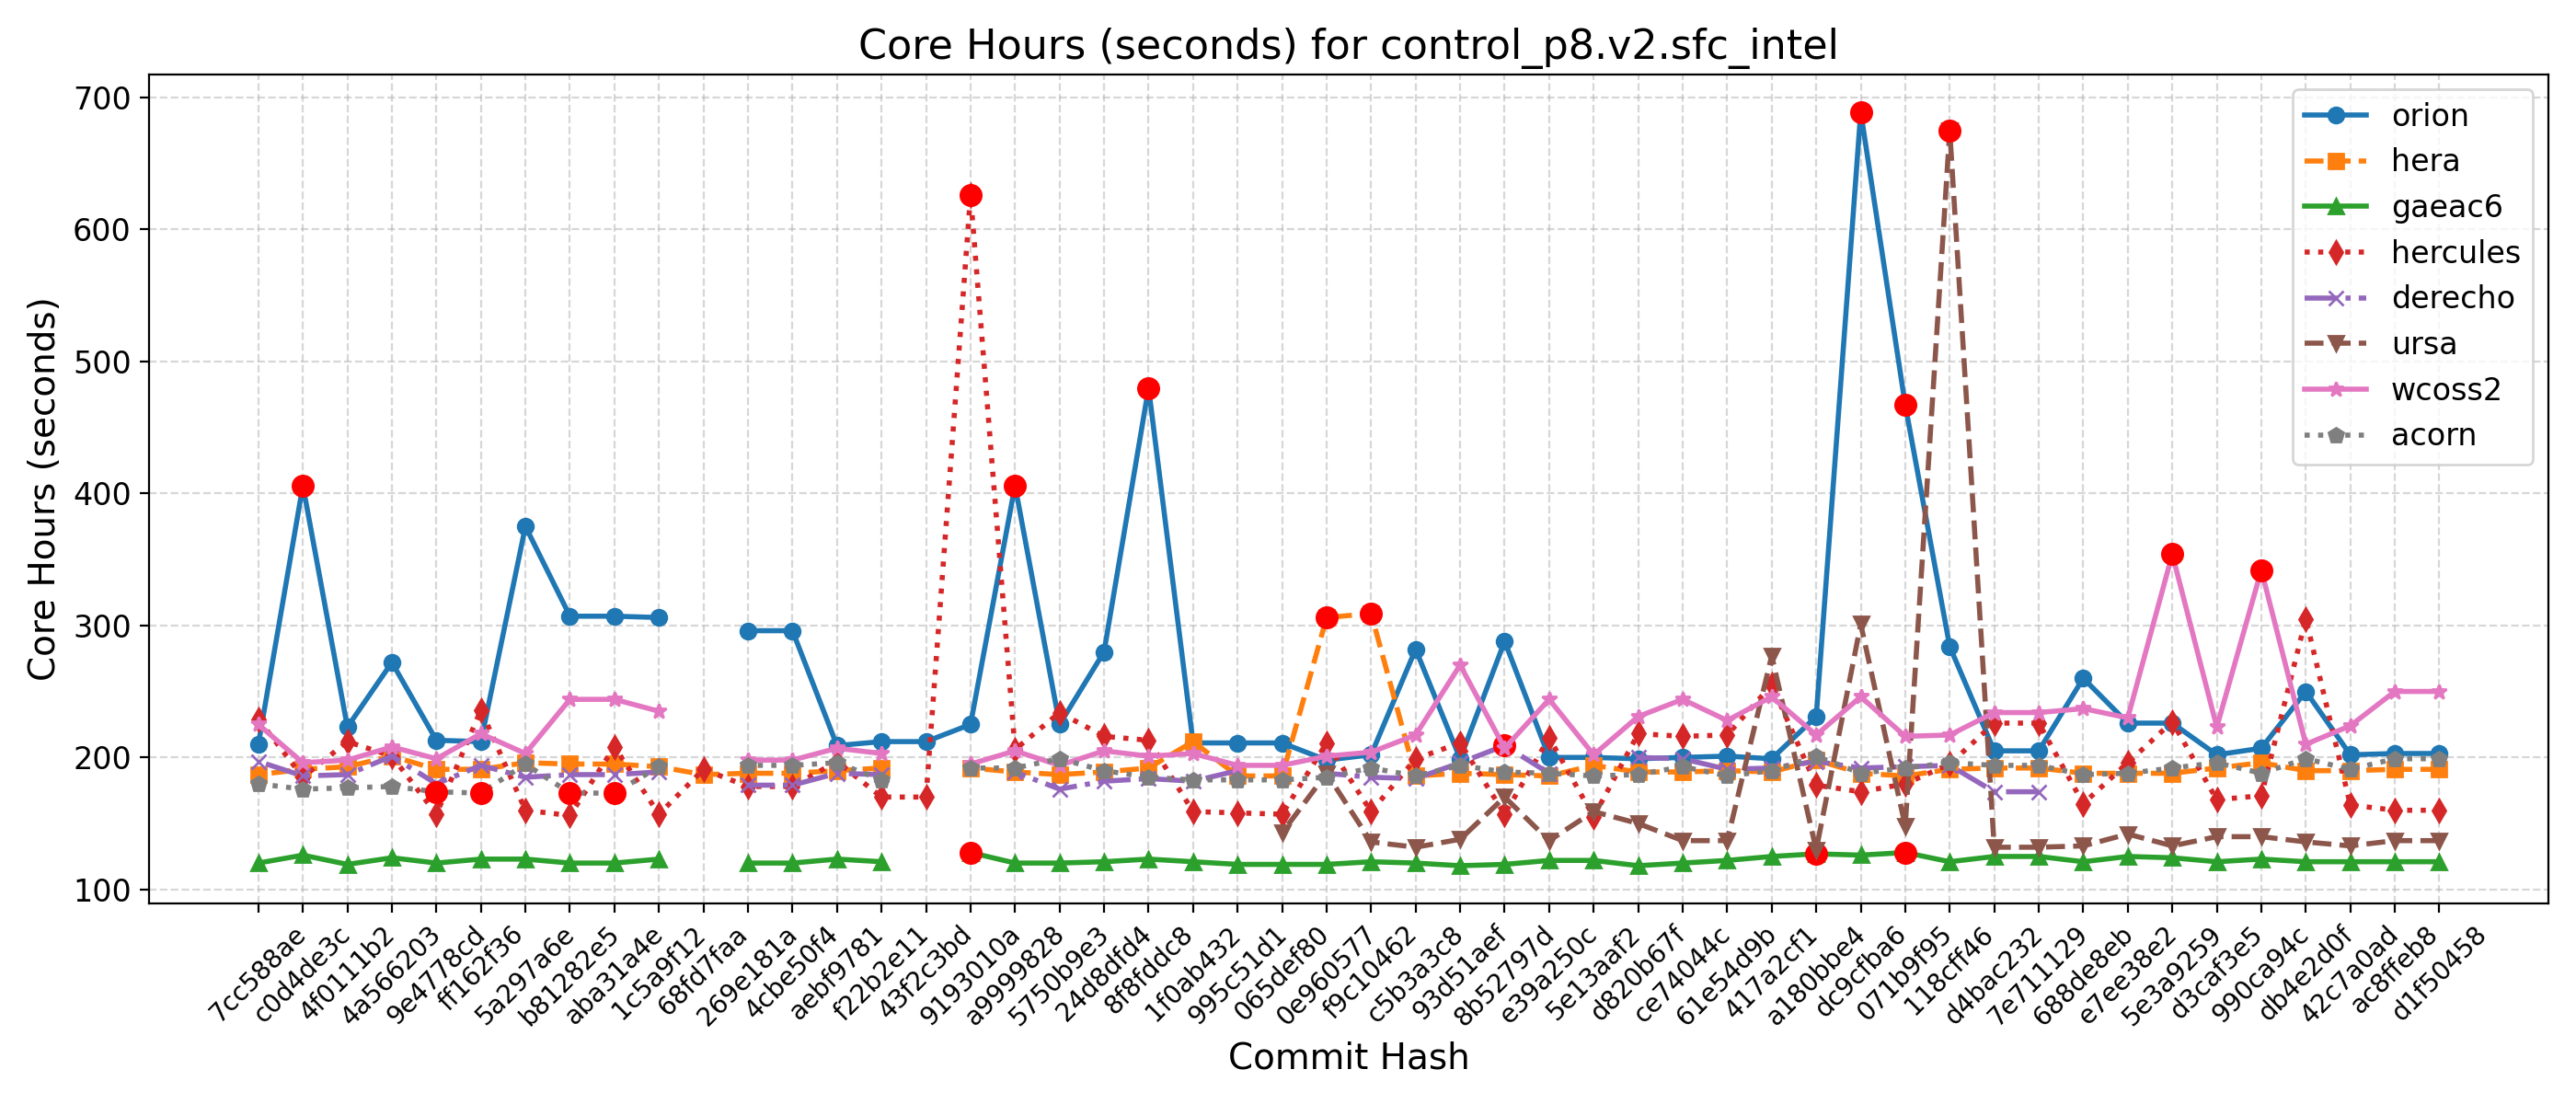 Core Hours (seconds) for control_p8.v2.sfc_intel
Core Hours (seconds)
700
600
500
400
300
200
100
orion
hera
gaeac6
hercules
derecho
ursa
wcoss2
acorn
7cc588ae
c0d4de3c
4f0111b2
4a566203
9e4778cd
ff162f36
5a297a6e
b81282e5
aba31a4e
1c5a9f12
68fd7faa
269e181a
4cbe50f4
aebf9781
f22b2e11
43f2c3bd
9193010a
a9999828
5750b9e3
24d8dfd4
8f8fddc8
1f0ab432
995c51d1
065def80
0e960577
f9c10462
c5b3a3c8
93d51aef
8b52797d
e39a250c
5e13aaf2
d820b67f
ce74044c
61e54d9b
417a2cf1
a180bbe4
dc9cfba6
071b9f95
118cff46
d4bac232
7e711129
688de8eb
e7ee38e2
5e3a9259
d3caf3e5
990ca94c
db4e2d0f
42c7a0ad
ac8ffeb8
d1f50458
Commit Hash